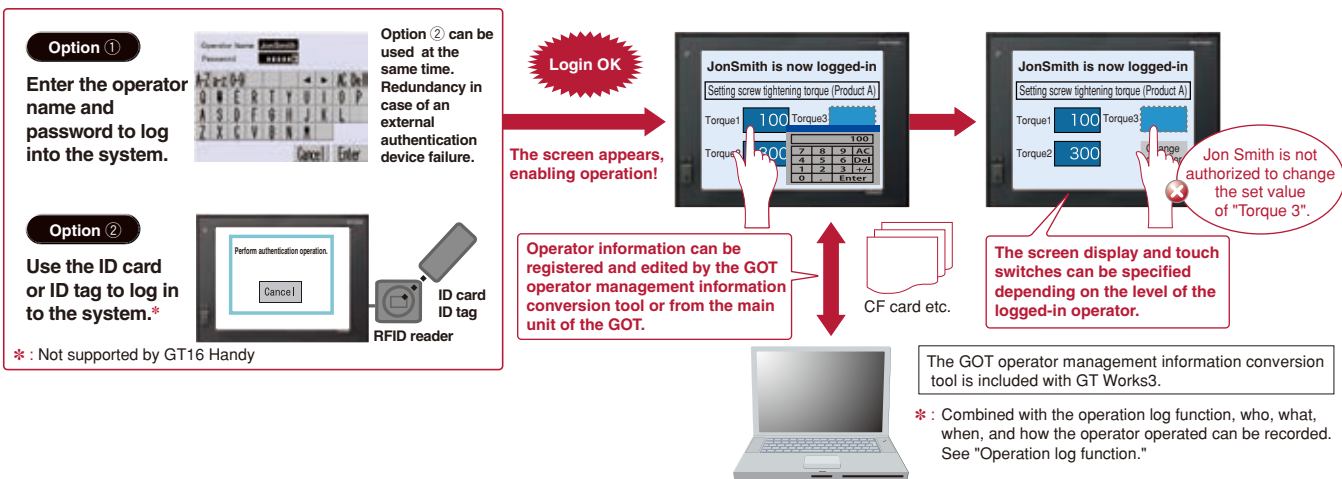 Option ①
Enter the operator
name and
password to log
into the system.
Operator Name JonSmith
Password *****
A-Z a-z 0-9 ◄ ► AC Del
Q W E R T Y U I O P
A S D F G H J K L
Z X C V B N M
Cancel Enter
Option ② can be
used at the
same time.
Redundancy in
case of an
external
authentication
device failure.
Option ②
Use the ID card
or ID tag to log in
to the system.*
Perform authentication operation.
Cancel
ID card
ID tag
RFID reader
* : Not supported by GT16 Handy
Login OK
The screen appears,
enabling operation!
JonSmith is now logged-in
Setting screw tightening torque (Product A)
Torque1 100 Torque3
300
100
7 8 9 AC
4 5 6 Del
1 2 3 +/-
0 . Enter
Operator information can be
registered and edited by the GOT
operator management information
conversion tool or from the main
unit of the GOT.
CF card etc.
JonSmith is now logged-in
Setting screw tightening torque (Product A)
Torque1 100 Torque3
Torque2 300
Jon Smith is not
authorized to change
the set value
of "Torque 3".
The screen display and touch
switches can be specified
depending on the level of the
logged-in operator.
The GOT operator management information conversion
tool is included with GT Works3.
* : Combined with the operation log function, who, what,
when, and how the operator operated can be recorded.
See "Operation log function."